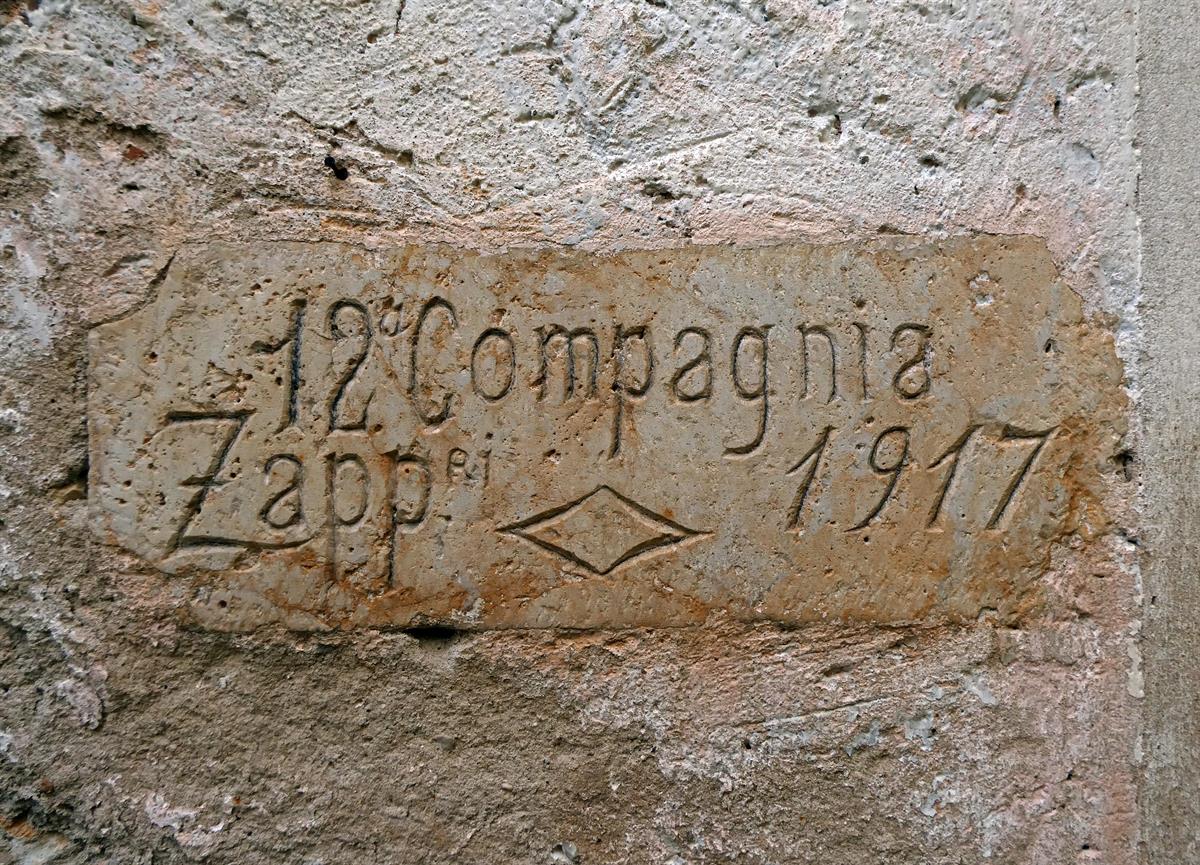 12ª Compagnia
Zappᴿⁱ 1917